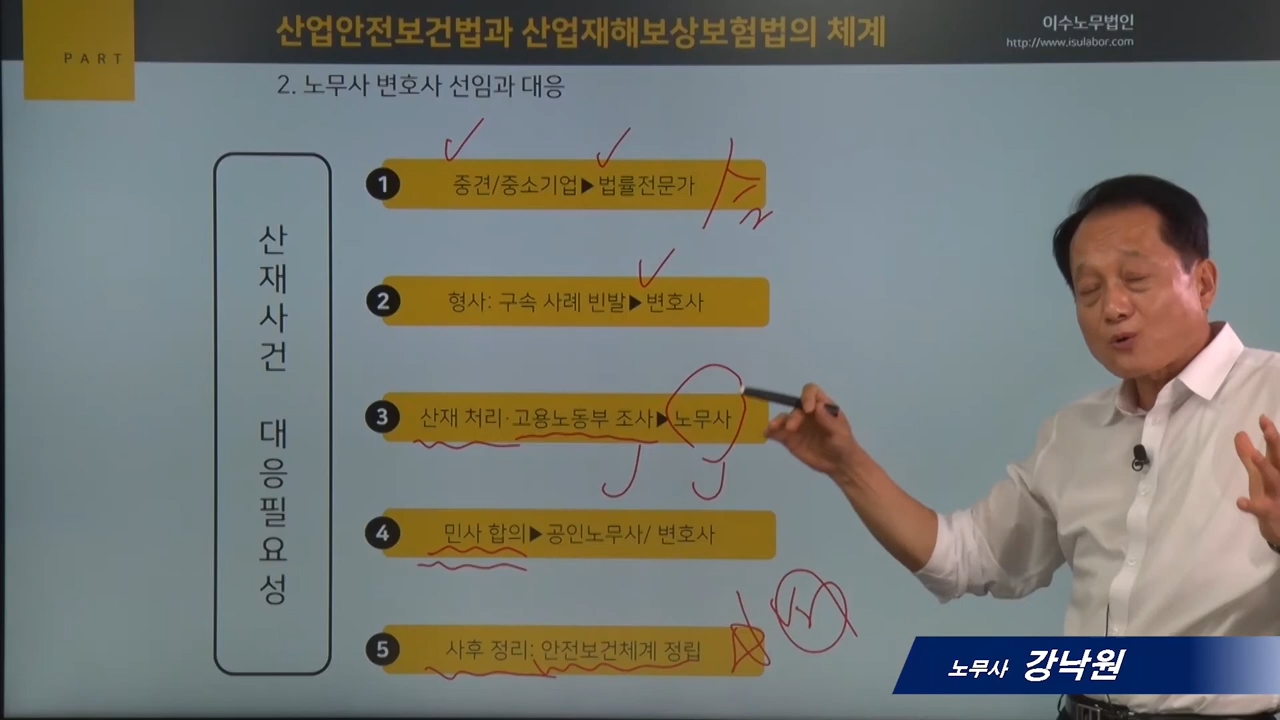 PART
산업안전보건법과 산업재해보상보험법의 체계
이수노무법인
http://www.isulabor.com
2. 노무사 변호사 선임과 대응
산재사건 대응필요성
1 중견/중소기업▶법률전문가
2 형사: 구속 사례 빈발▶변호사
3 산재 처리·고용노동부 조사▶노무사
4 민사 합의▶공인노무사/ 변호사
5 사후 정리: 안전보건체계 정립
노무사 강낙원